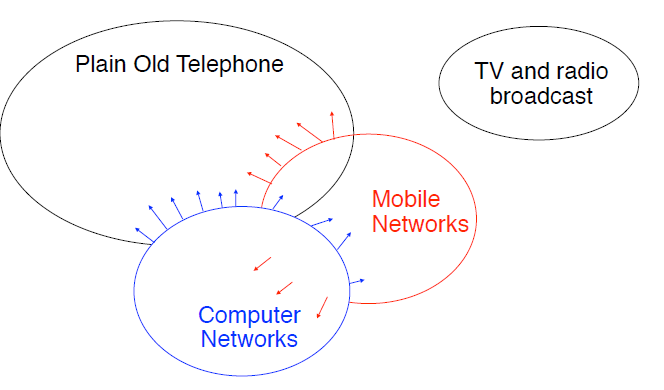 Plain Old Telephone
TV and radio
broadcast
Mobile
Networks
Computer
Networks